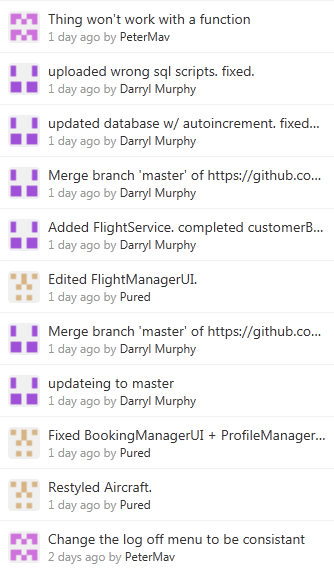 Thing won't work with a function
1 day ago by PeterMav
uploaded wrong sql scripts. fixed.
1 day ago by Darryl Murphy
updated database w/ autoincrement. fixed...
1 day ago by Darryl Murphy
Merge branch 'master' of https://github.co...
1 day ago by Darryl Murphy
Added FlightService. completed customerB...
1 day ago by Darryl Murphy
Edited FlightManagerUI.
1 day ago by Pured
Merge branch 'master' of https://github.co...
1 day ago by Darryl Murphy
updateing to master
1 day ago by Darryl Murphy
Fixed BookingManagerUI + ProfileManager...
1 day ago by Pured
Restyled Aircraft.
1 day ago by Pured
Change the log off menu to be consistant
2 days ago by PeterMav